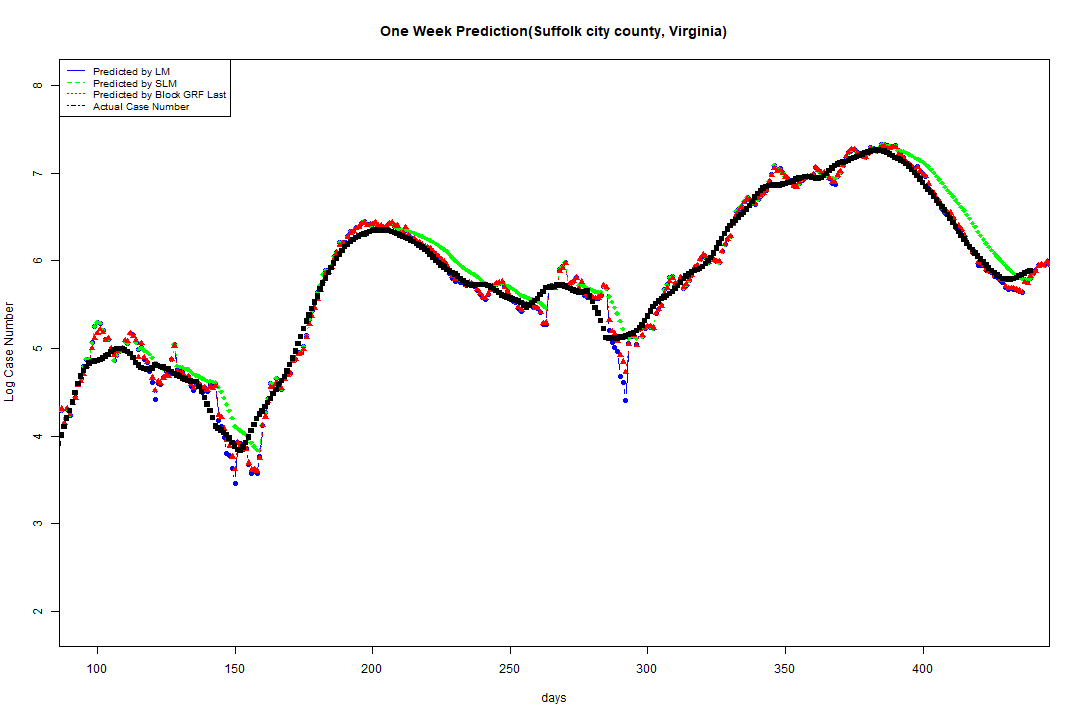 One Week Prediction(Suffolk city county, Virginia)
Predicted by LM
Predicted by SLM
Predicted by Block GRF Last
Actual Case Number
Log Case Number
8
7
6
5
4
3
2
100 150 200 250 300 350 400
days